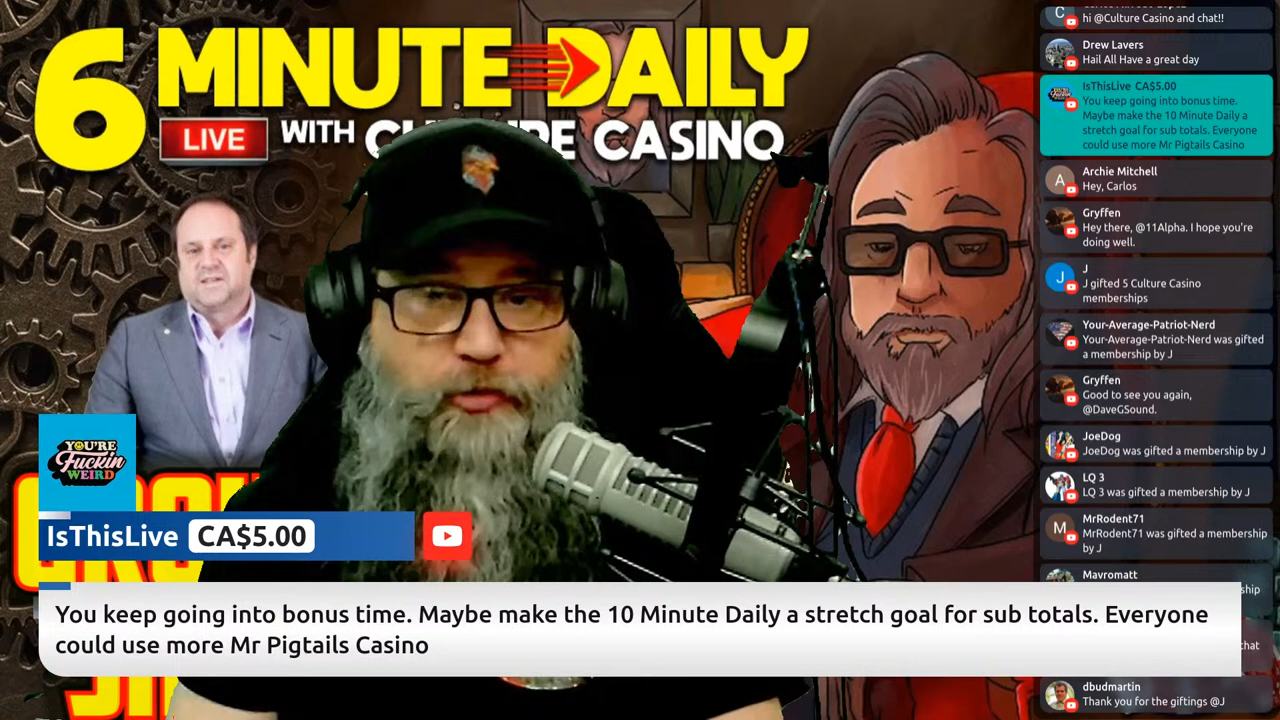 6 MINUTE DAILY
LIVE WITH CULTURE CASINO
hi @Culture Casino and chat!!
Drew Lavers
Hail All Have a great day
IsThisLive CA$5.00
You keep going into bonus time.
Maybe make the 10 Minute Daily a
stretch goal for sub totals. Everyone
could use more Mr Pigtails Casino
A
Archie Mitchell
Hey, Carlos
Gryffen
Hey there, @11Alpha. I hope you're
doing well.
J
J
J gifted 5 Culture Casino
memberships
Your-Average-Patriot-Nerd
Your-Average-Patriot-Nerd was gifted
a membership by J
Gryffen
Good to see you again,
@DaveGSound.
JoeDog
JoeDog was gifted a membership by J
LQ 3
LQ 3 was gifted a membership by J
M
MrRodent71
MrRodent71 was gifted a membership
by J
Mavromatt
chat
dbudmartin
Thank you for the giftings @J
YOU'RE
Fuckin
WEIRD
IsThisLive CA$5.00
You keep going into bonus time. Maybe make the 10 Minute Daily a stretch goal for sub totals. Everyone
could use more Mr Pigtails Casino